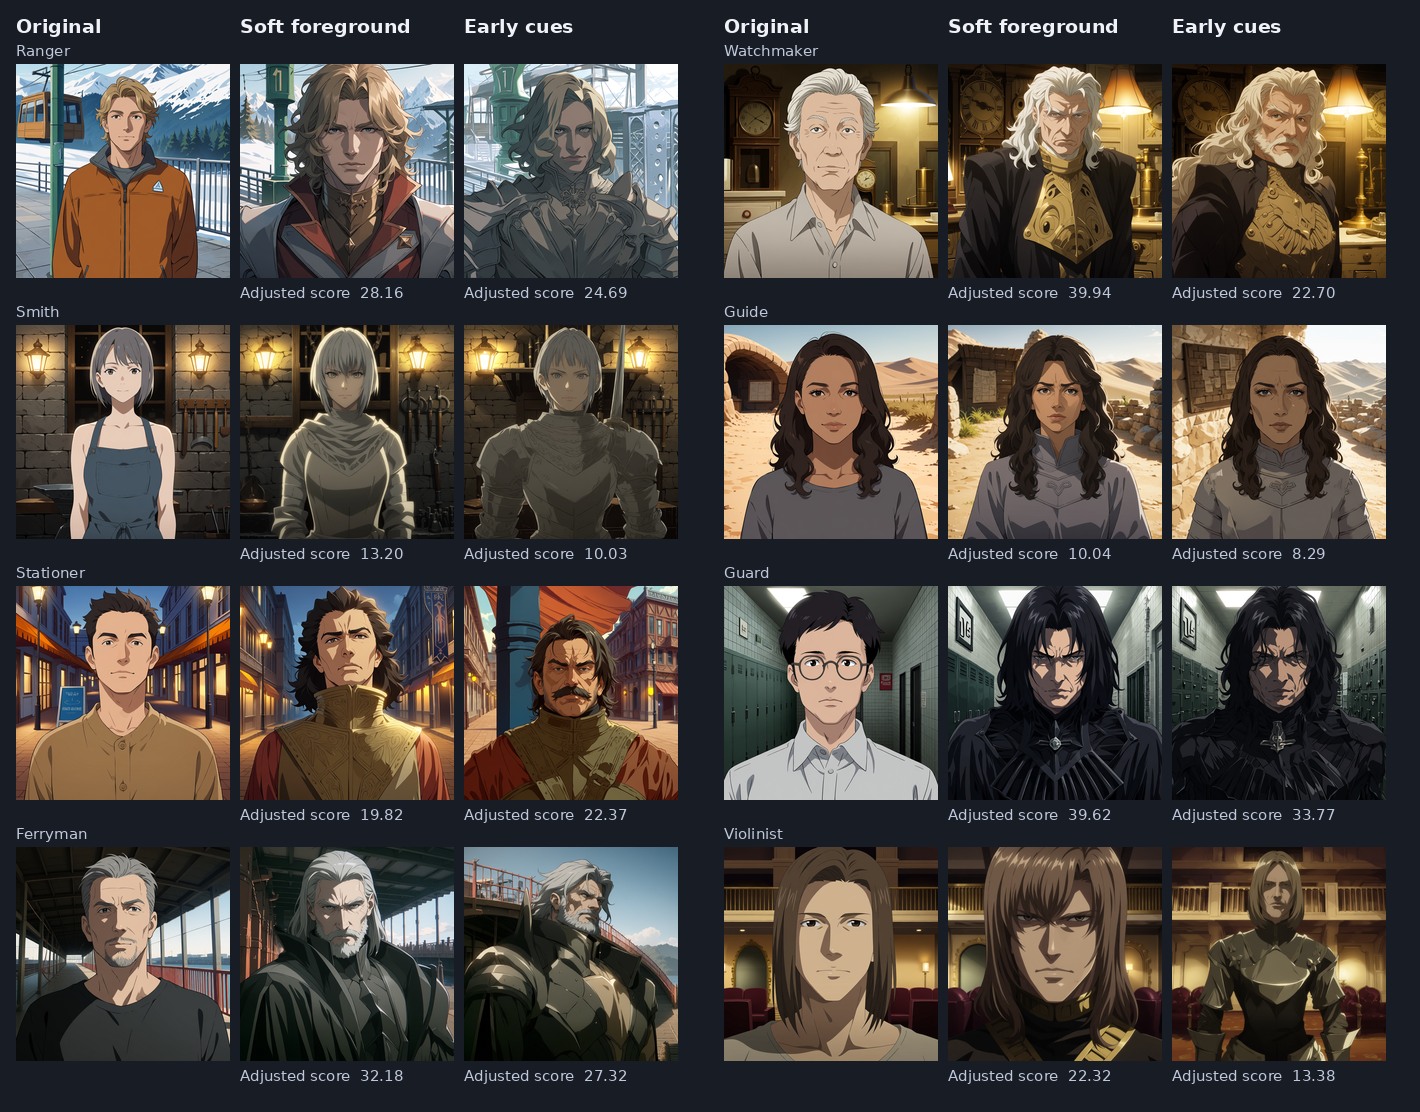 Original Soft foreground Early cues
Ranger
Adjusted score 28.16 Adjusted score 24.69
Smith
Adjusted score 13.20 Adjusted score 10.03
Stationer
Adjusted score 19.82 Adjusted score 22.37
Ferryman
Adjusted score 32.18 Adjusted score 27.32
Original Soft foreground Early cues
Watchmaker
Adjusted score 39.94 Adjusted score 22.70
Guide
Adjusted score 10.04 Adjusted score 8.29
Guard
Adjusted score 39.62 Adjusted score 33.77
Violinist
Adjusted score 22.32 Adjusted score 13.38